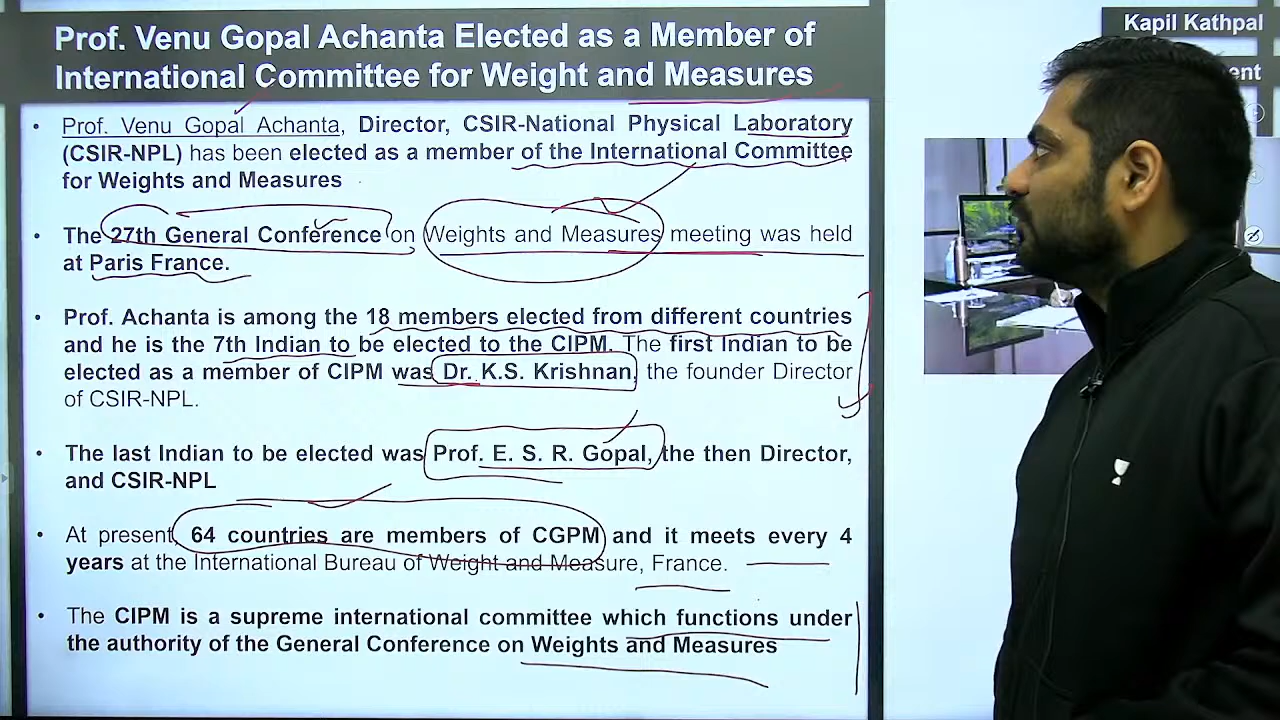 Prof. Venu Gopal Achanta Elected as a Member of
International Committee for Weight and Measures
Kapil Kathpal
ent
• Prof. Venu Gopal Achanta, Director, CSIR-National Physical Laboratory
(CSIR-NPL) has been elected as a member of the International Committee
for Weights and Measures
• The 27th General Conference on Weights and Measures meeting was held
at Paris France.
• Prof. Achanta is among the 18 members elected from different countries
and he is the 7th Indian to be elected to the CIPM. The first Indian to be
elected as a member of CIPM was Dr. K.S. Krishnan, the founder Director
of CSIR-NPL.
• The last Indian to be elected was Prof. E. S. R. Gopal, the then Director,
and CSIR-NPL
• At present, 64 countries are members of CGPM and it meets every 4
years at the International Bureau of Weight and Measure, France.
• The CIPM is a supreme international committee which functions under
the authority of the General Conference on Weights and Measures